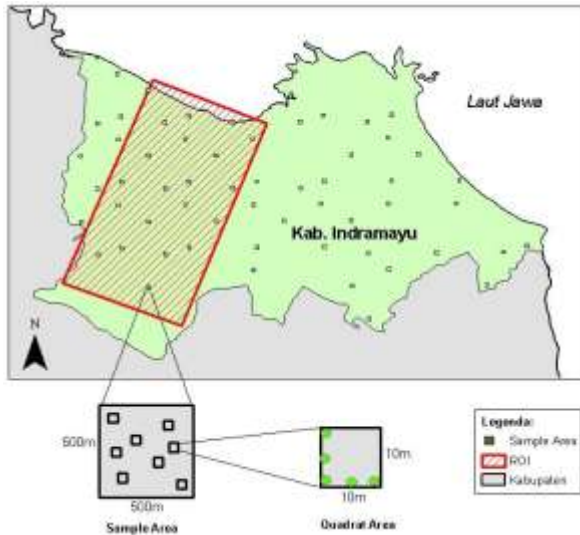 Laut Jawa
Kab. Indramayu
N
500m
500m
Sample Area
10m
10m
Quadrat Area
Legenda:
Sample Area
ROI
Kabupaten